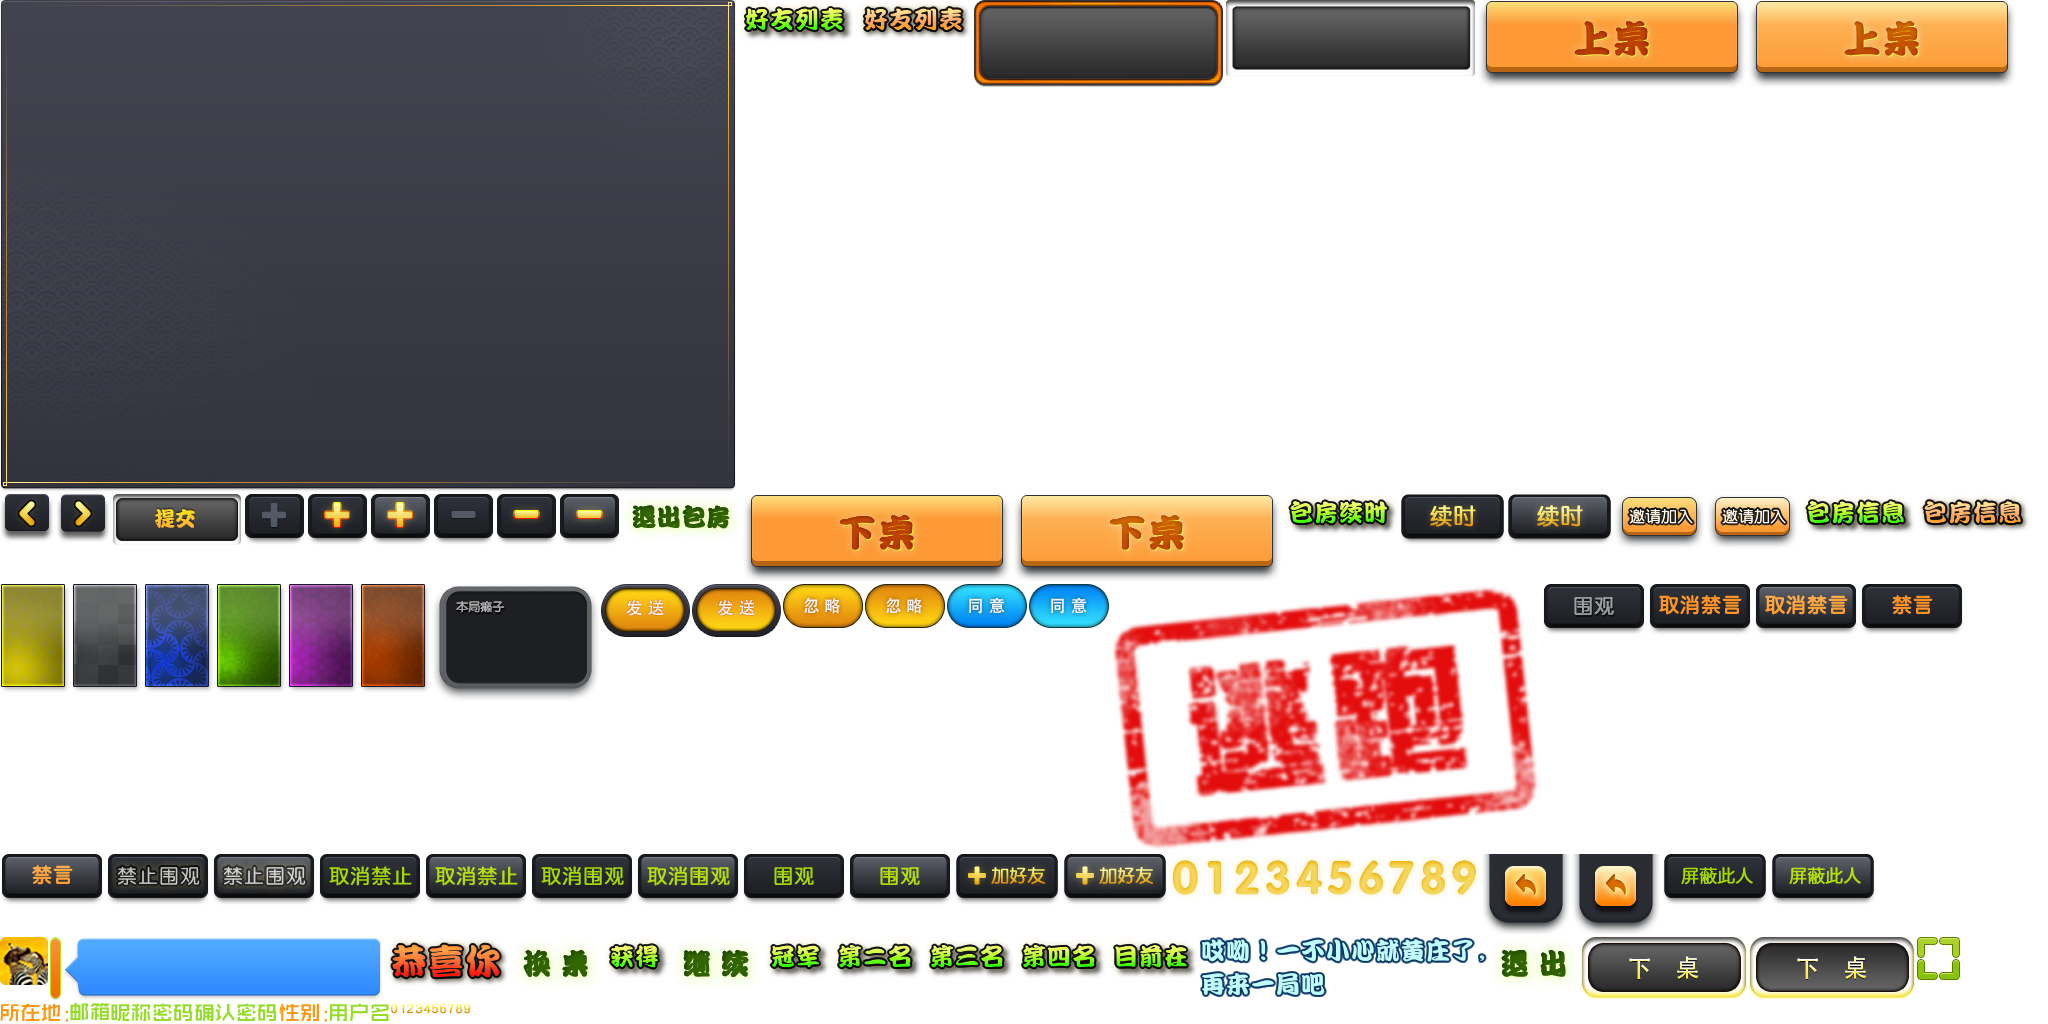 好友列表 好友列表 上桌 上桌
提交 退出包房 下桌 下桌 包房续时 续时 续时 邀请加入 邀请加入 包房信息 包房信息
本局癞子 发送 发送 忽略 忽略 同意 同意 围观 取消禁言 取消禁言 禁言
逃跑
禁言 禁止围观 禁止围观 取消禁止 取消禁止 取消围观 取消围观 围观 围观 加好友 加好友 0123456789 屏蔽此人 屏蔽此人
恭喜你 换桌 获得 继续 冠军 第二名 第三名 第四名 目前在 哎呦！一不小心就黄庄了， 退出 下桌 下桌
再来一局吧
所在地:邮箱昵称密码确认密码性别:用户名0123456789